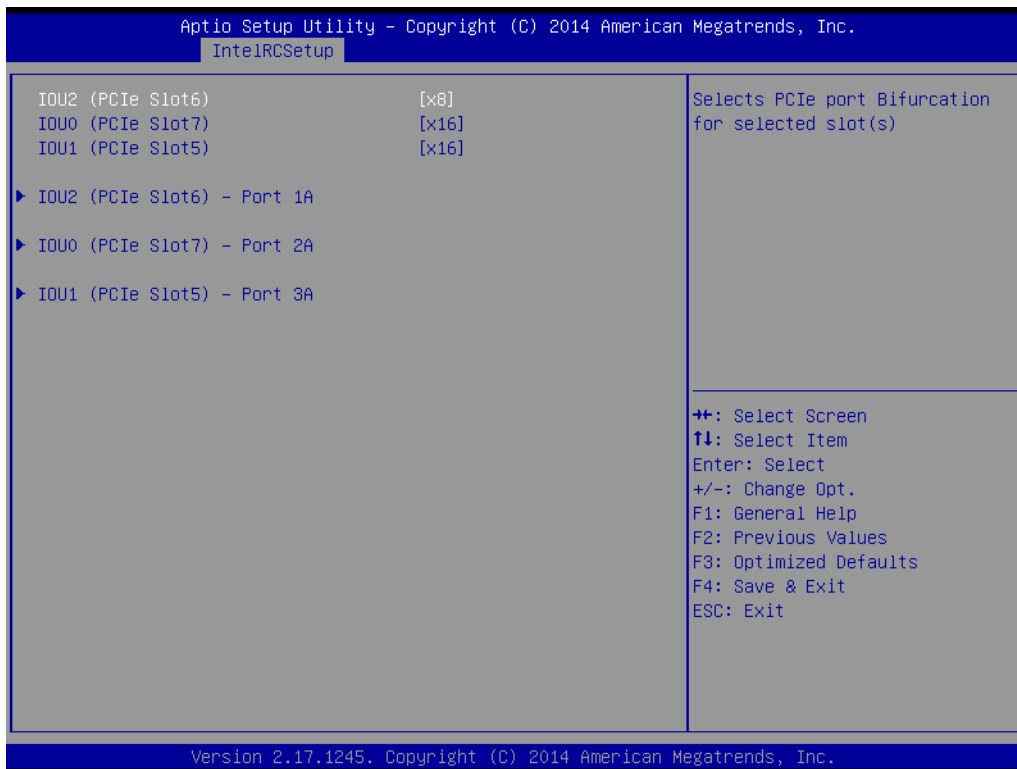 Aptio Setup Utility – Copyright (C) 2014 American Megatrends, Inc.
IntelRCSetup
IOU2 (PCIe Slot6) [x8]
IOU0 (PCIe Slot7) [x16]
IOU1 (PCIe Slot5) [x16]
► IOU2 (PCIe Slot6) – Port 1A
► IOU0 (PCIe Slot7) – Port 2A
► IOU1 (PCIe Slot5) – Port 3A
Selects PCIe port Bifurcation
for selected slot(s)
→←: Select Screen
↑↓: Select Item
Enter: Select
+/-: Change Opt.
F1: General Help
F2: Previous Values
F3: Optimized Defaults
F4: Save & Exit
ESC: Exit
Version 2.17.1245. Copyright (C) 2014 American Megatrends, Inc.